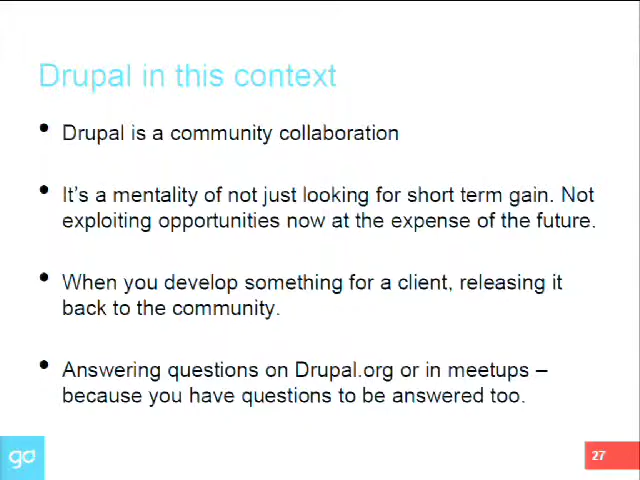 Drupal in this context
• Drupal is a community collaboration
• It's a mentality of not just looking for short term gain. Not
exploiting opportunities now at the expense of the future.
• When you develop something for a client, releasing it
back to the community.
• Answering questions on Drupal.org or in meetups –
because you have questions to be answered too.
go
27